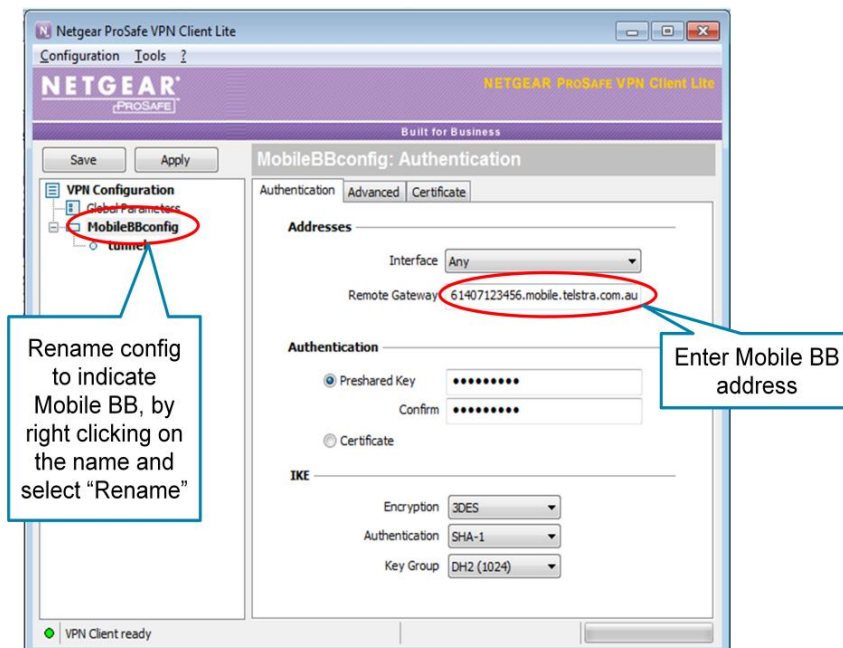 Netgear ProSafe VPN Client Lite
Configuration Tools ?
NETGEAR®
PROSAFE
NETGEAR PROSAFE VPN Client Lite
Built for Business
Save
Apply
MobileBBconfig: Authentication
VPN Configuration
Global Parameters
MobileBBconfig
tunnel
Authentication
Advanced
Certificate
Addresses
Interface
Any
Remote Gateway
61407123456.mobile.telstra.com.au
Authentication
Preshared Key
•••••••••
Confirm
•••••••••
Certificate
IKE
Encryption
3DES
Authentication
SHA-1
Key Group
DH2 (1024)
VPN Client ready
Rename config
to indicate
Mobile BB, by
right clicking on
the name and
select “Rename”
Enter Mobile BB
address